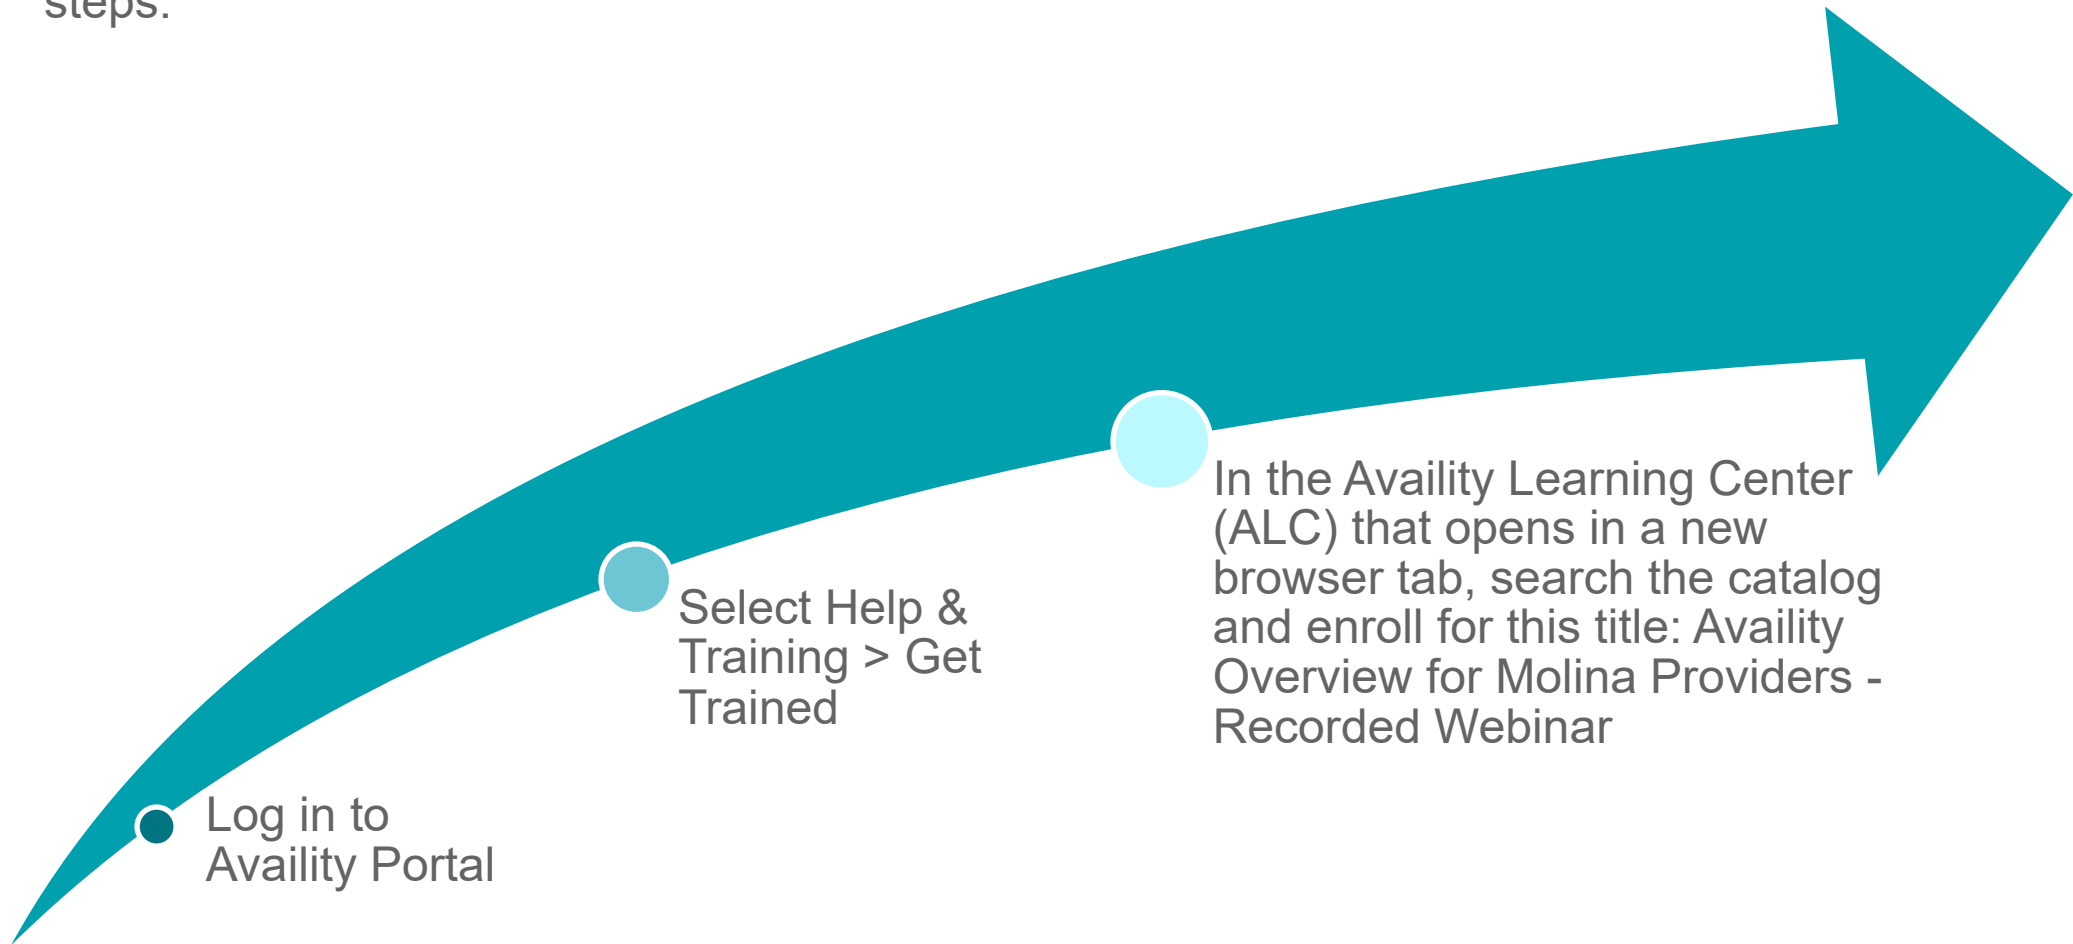 steps:
Log in to
Availity Portal
Select Help &
Training > Get
Trained
In the Availity Learning Center
(ALC) that opens in a new
browser tab, search the catalog
and enroll for this title: Availity
Overview for Molina Providers -
Recorded Webinar